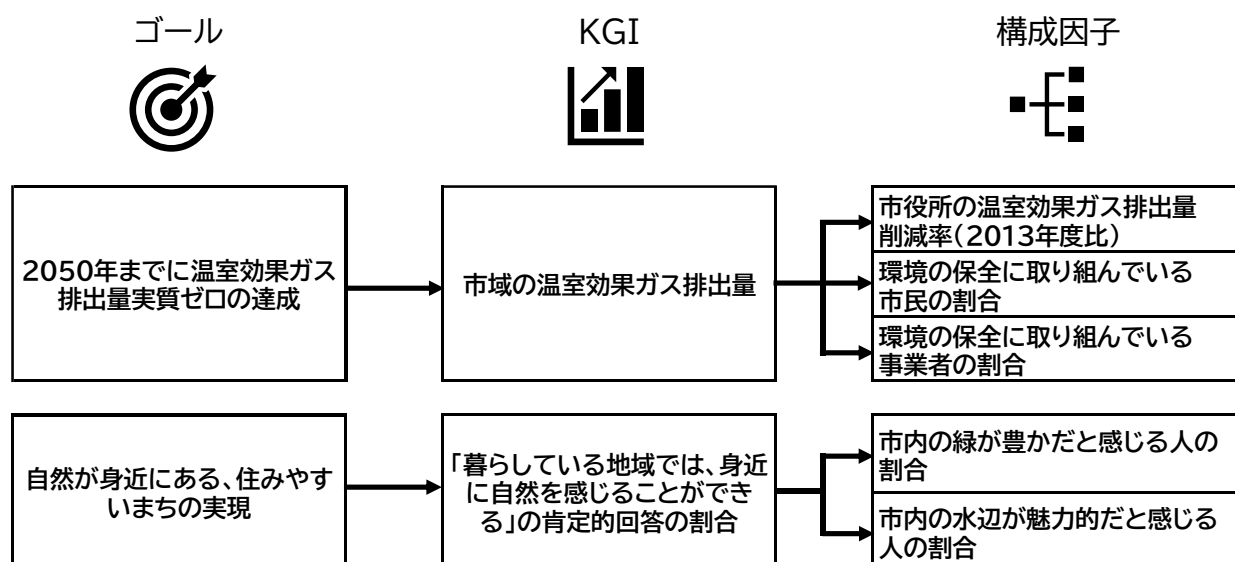 ゴール
KGI
構成因子
2050年までに温室効果ガス
排出量実質ゼロの達成
市域の温室効果ガス排出量
市役所の温室効果ガス排出量
削減率(2013年度比)
環境の保全に取り組んでいる
市民の割合
環境の保全に取り組んでいる
事業者の割合
自然が身近にある、住みやす
いまちの実現
「暮らしている地域では、身近
に自然を感じることができ
る」の肯定的回答の割合
市内の緑が豊かだと感じる人の
割合
市内の水辺が魅力的だと感じる
人の割合